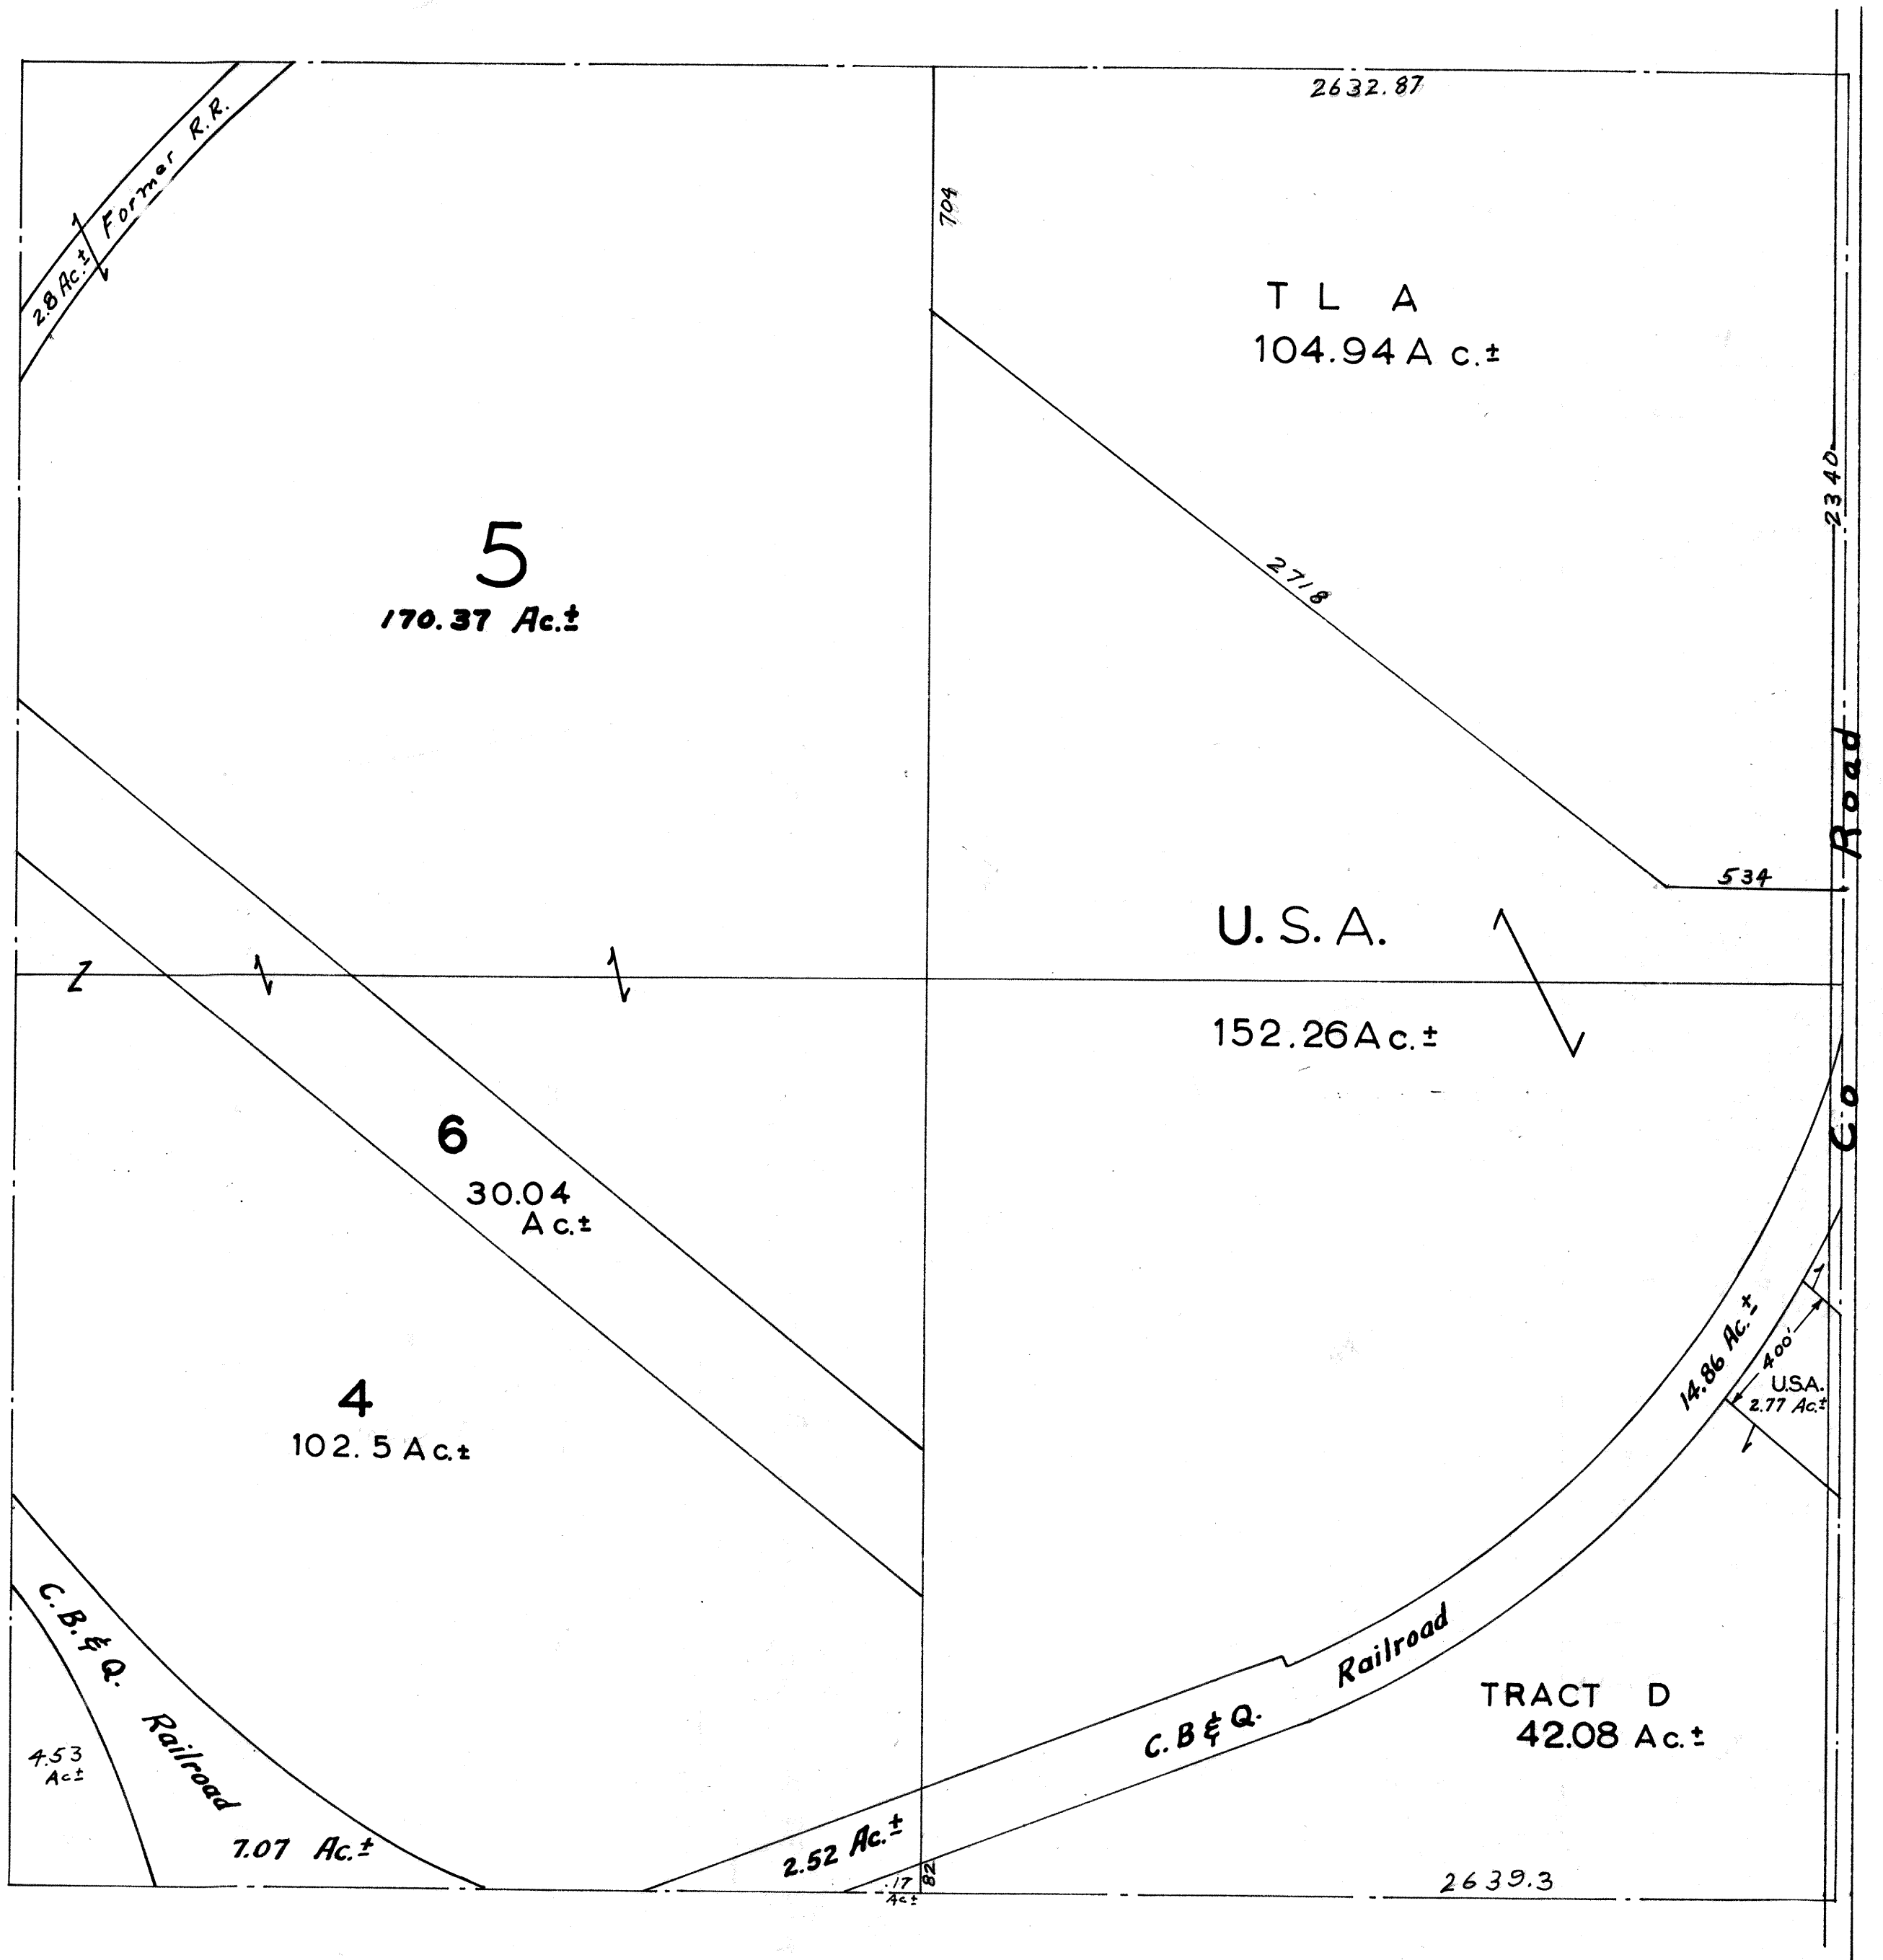 2632.87
Former R.R.
2.8 Ac.±
704
T L A
104.94 Ac.±
2340
5
170.37 Ac.±
2718
Co Road
534
U.S.A.
152.26 Ac.±
6
30.04
Ac.±
14.86 Ac.±
400'
U.S.A.
2.77 Ac.±
4
102.5 Ac.±
C.B.& Q. Railroad
C.B & Q. Railroad
TRACT D
42.08 Ac.±
4.53
Ac±
7.07 Ac.±
2.52 Ac.±
.17
Ac±
82
2639.3